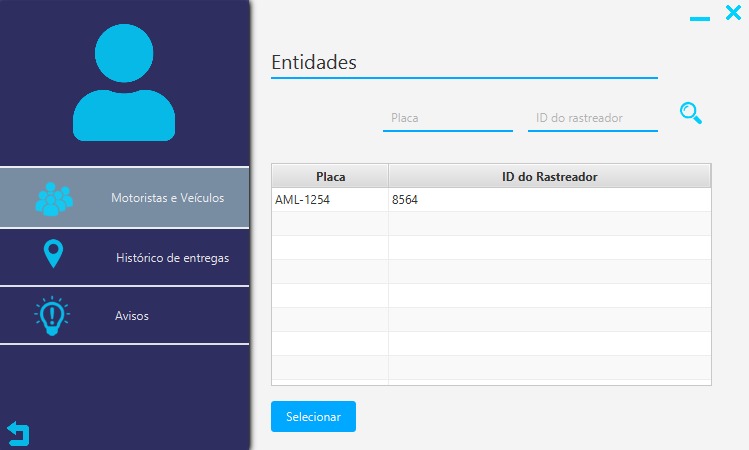 Entidades
Placa
ID do rastreador
Motoristas e Veículos
Histórico de entregas
Avisos
Placa
ID do Rastreador
AML-1254
8564
Selecionar